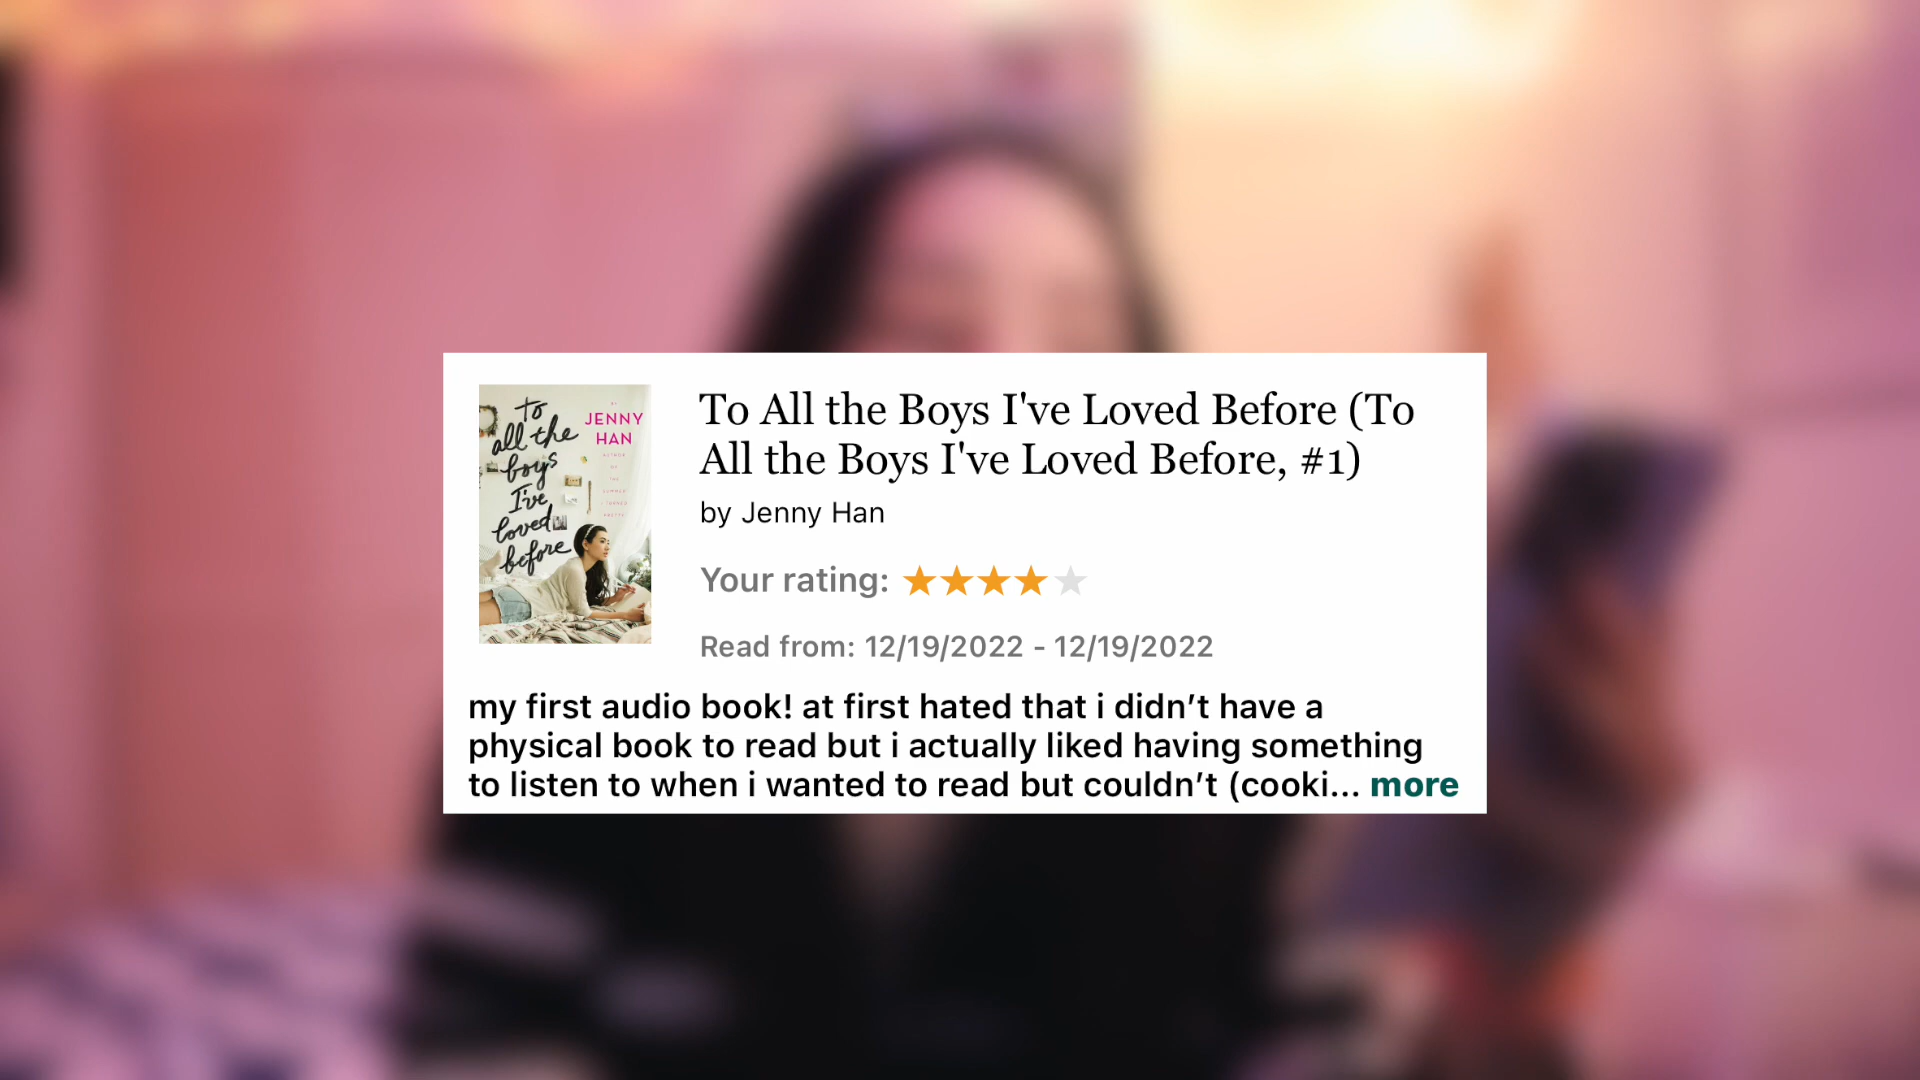 to
all the
boys
I've
loved
before
BY
JENNY
HAN
To All the Boys I've Loved Before (To
All the Boys I've Loved Before, #1)
by Jenny Han
Your rating:
Read from: 12/19/2022 - 12/19/2022
my first audio book! at first hated that i didn’t have a
physical book to read but i actually liked having something
to listen to when i wanted to read but couldn’t (cooki... more